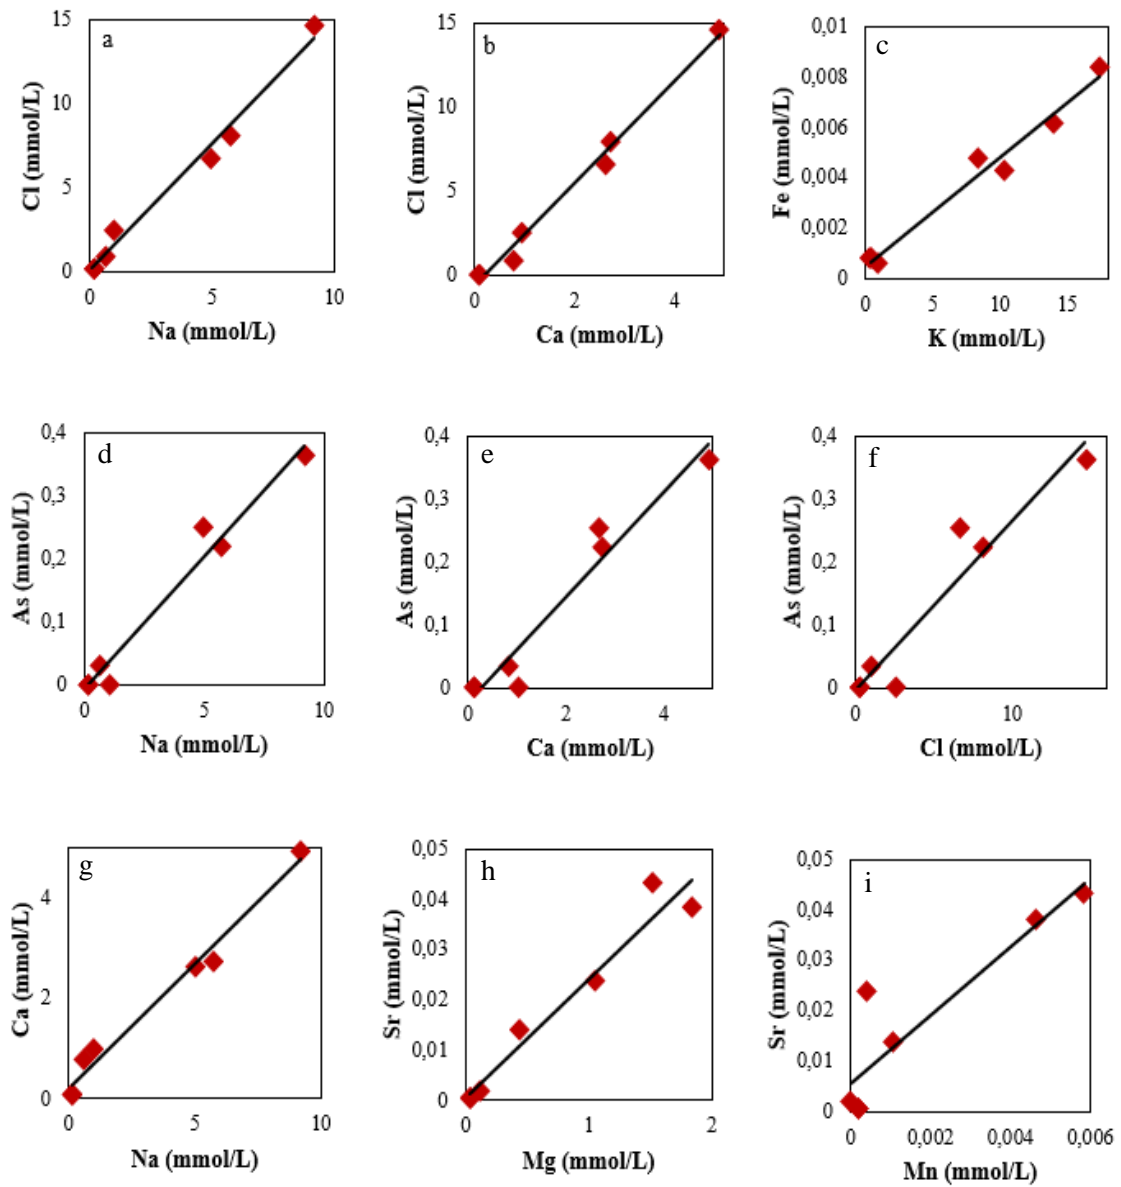 a
15
10
5
0
Cl (mmol/L)
0 5 10
Na (mmol/L)
b
15
10
5
0
Cl (mmol/L)
0 2 4
Ca (mmol/L)
c
0,01
0,008
0,006
0,004
0,002
0
Fe (mmol/L)
0 5 10 15
K (mmol/L)
d
0,4
0,3
0,2
0,1
0
As (mmol/L)
0 5 10
Na (mmol/L)
e
0,4
0,3
0,2
0,1
0
As (mmol/L)
0 2 4
Ca (mmol/L)
f
0,4
0,3
0,2
0,1
0
As (mmol/L)
0 10
Cl (mmol/L)
g
4
2
0
Ca (mmol/L)
0 5 10
Na (mmol/L)
h
0,05
0,04
0,03
0,02
0,01
0
Sr (mmol/L)
0 1 2
Mg (mmol/L)
i
0,05
0,04
0,03
0,02
0,01
0
Sr (mmol/L)
0 0,002 0,004 0,006
Mn (mmol/L)